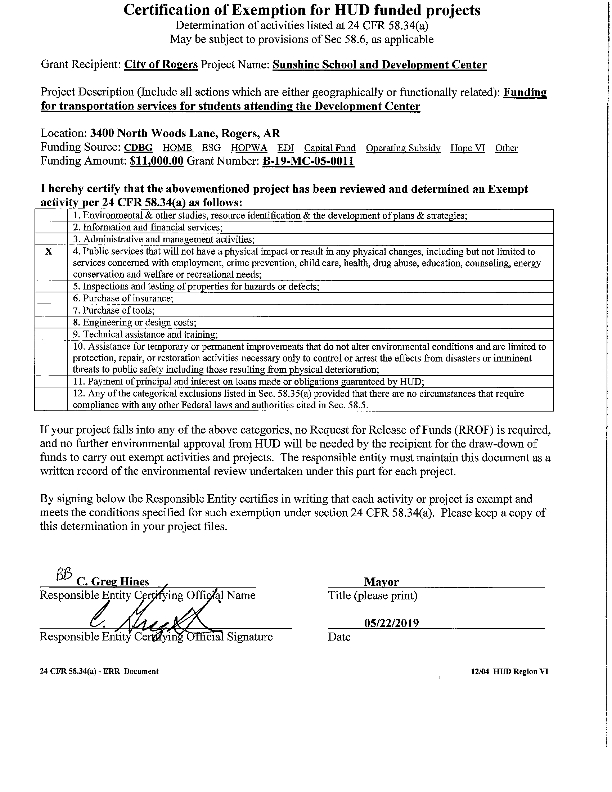 Certification of Exemption for HUD funded projects
Determination of activities listed at 24 CFR 58.34(a)
May be subject to provisions of Sec 58.6, as applicable
Grant Recipient: City of Rogers Project Name: Sunshine School and Development Center
Project Description (Include all actions which are either geographically or functionally related): Funding
for transportation services for students attending the Development Center
Location: 3400 North Woods Lane, Rogers, AR
Funding Source: CDBG HOME ESG HOPWA EDI Capital Fund Operating Subsidy Hope VI Other
Funding Amount: $11,000.00 Grant Number: B-19-MC-05-0011
I hereby certify that the abovementioned project has been reviewed and determined an Exempt
activity per 24 CFR 58.34(a) as follows:
1. Environmental & other studies, resource identification & the development of plans & strategies;
2. Information and financial services;
3. Administrative and management activities;
X 4. Public services that will not have a physical impact or result in any physical changes, including but not limited to
services concerned with employment, crime prevention, child care, health, drug abuse, education, counseling, energy
conservation and welfare or recreational needs;
5. Inspections and testing of properties for hazards or defects;
6. Purchase of insurance;
7. Purchase of tools;
8. Engineering or design costs;
9. Technical assistance and training;
10. Assistance for temporary or permanent improvements that do not alter environmental conditions and are limited to
protection, repair, or restoration activities necessary only to control or arrest the effects from disasters or imminent
threats to public safety including those resulting from physical deterioration;
11. Payment of principal and interest on loans made or obligations guaranteed by HUD;
12. Any of the categorical exclusions listed in Sec. 58.35(a) provided that there are no circumstances that require
compliance with any other Federal laws and authorities cited in Sec. 58.5.
If your project falls into any of the above categories, no Request for Release of Funds (RROF) is required,
and no further environmental approval from HUD will be needed by the recipient for the draw-down of
funds to carry out exempt activities and projects. The responsible entity must maintain this document as a
written record of the environmental review undertaken under this part for each project.
By signing below the Responsible Entity certifies in writing that each activity or project is exempt and
meets the conditions specified for such exemption under section 24 CFR 58.34(a). Please keep a copy of
this determination in your project files.
BB C. Greg Hines Mayor
Responsible Entity Certifying Official Name Title (please print)
05/22/2019
Responsible Entity Certifying Official Signature Date
24 CFR 58.34(a) - ERR Document 12/04 HUD Region VI